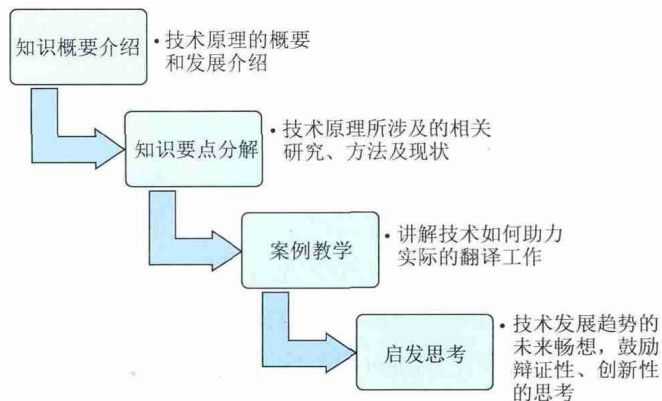 知识概要介绍
•技术原理的概要
和发展介绍
知识要点分解
•技术原理所涉及的相关
研究、方法及现状
案例教学
•讲解技术如何助力
实际的翻译工作
启发思考
•技术发展趋势的
未来畅想，鼓励
辩证性、创新性
的思考